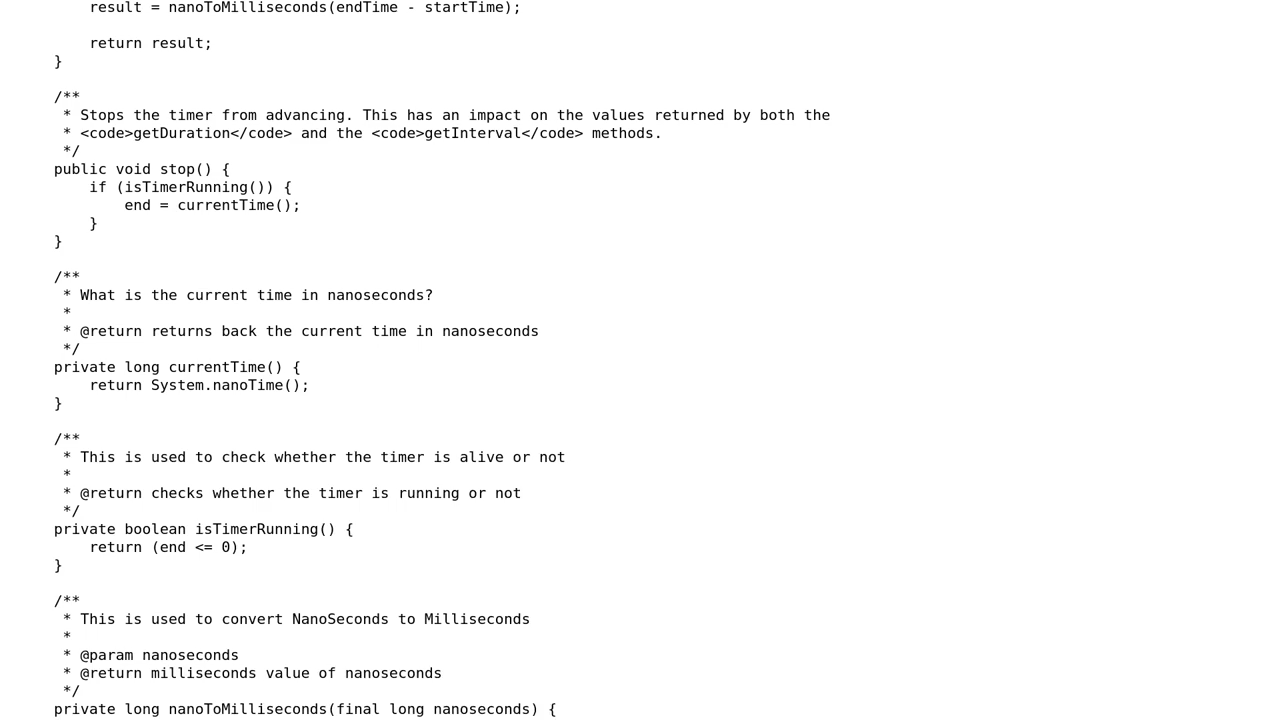 result = nanoToMilliseconds(endTime - startTime);

        return result;
    }

    /**
     * Stops the timer from advancing. This has an impact on the values returned by both the
     * <code>getDuration</code> and the <code>getInterval</code> methods.
     */
    public void stop() {
        if (isTimerRunning()) {
            end = currentTime();
        }
    }

    /**
     * What is the current time in nanoseconds?
     *
     * @return returns back the current time in nanoseconds
     */
    private long currentTime() {
        return System.nanoTime();
    }

    /**
     * This is used to check whether the timer is alive or not
     *
     * @return checks whether the timer is running or not
     */
    private boolean isTimerRunning() {
        return (end <= 0);
    }

    /**
     * This is used to convert NanoSeconds to Milliseconds
     *
     * @param nanoseconds
     * @return milliseconds value of nanoseconds
     */
    private long nanoToMilliseconds(final long nanoseconds) {